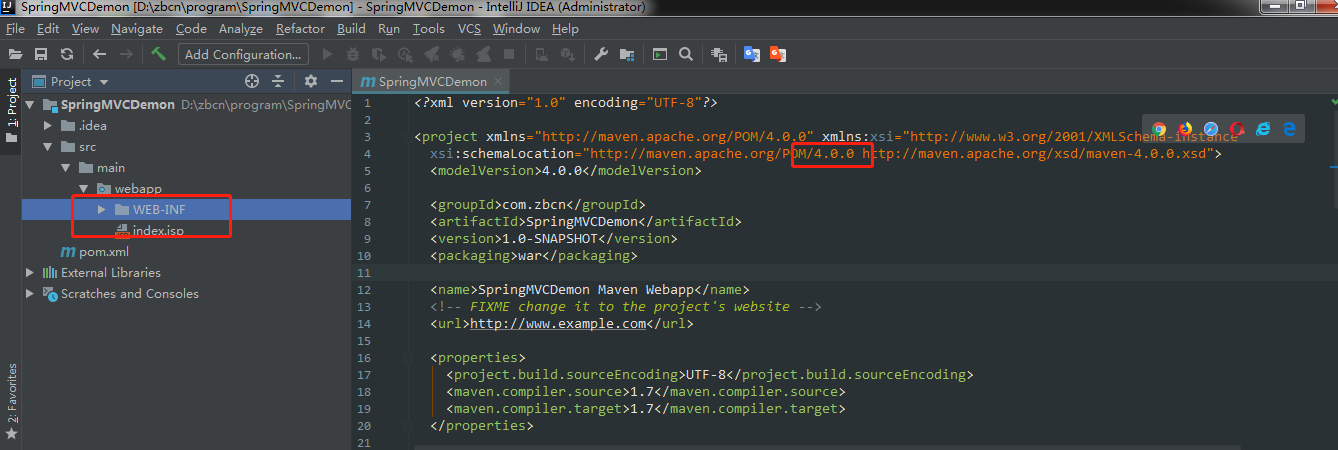 SpringMVCDemon [D:\zbcn\program\SpringMVCDemon] - SpringMVCDemon - IntelliJ IDEA (Administrator)
File Edit View Navigate Code Analyze Refactor Build Run Tools VCS Window Help
Add Configuration...
1: Project
Project
SpringMVCDemon D:\zbcn\program\SpringMVC
.idea
src
main
webapp
WEB-INF
index.jsp
pom.xml
External Libraries
Scratches and Consoles
2: Favorites
SpringMVCDemon
1 <?xml version="1.0" encoding="UTF-8"?>
2
3 <project xmlns="http://maven.apache.org/POM/4.0.0" xmlns:xsi="http://www.w3.org/2001/XMLSchema-instance
4 xsi:schemaLocation="http://maven.apache.org/POM/4.0.0 http://maven.apache.org/xsd/maven-4.0.0.xsd">
5 <modelVersion>4.0.0</modelVersion>
6
7 <groupId>com.zbcn</groupId>
8 <artifactId>SpringMVCDemon</artifactId>
9 <version>1.0-SNAPSHOT</version>
10 <packaging>war</packaging>
11
12 <name>SpringMVCDemon Maven Webapp</name>
13 <!-- FIXME change it to the project's website -->
14 <url>http://www.example.com</url>
15
16 <properties>
17 <project.build.sourceEncoding>UTF-8</project.build.sourceEncoding>
18 <maven.compiler.source>1.7</maven.compiler.source>
19 <maven.compiler.target>1.7</maven.compiler.target>
20 </properties>
21